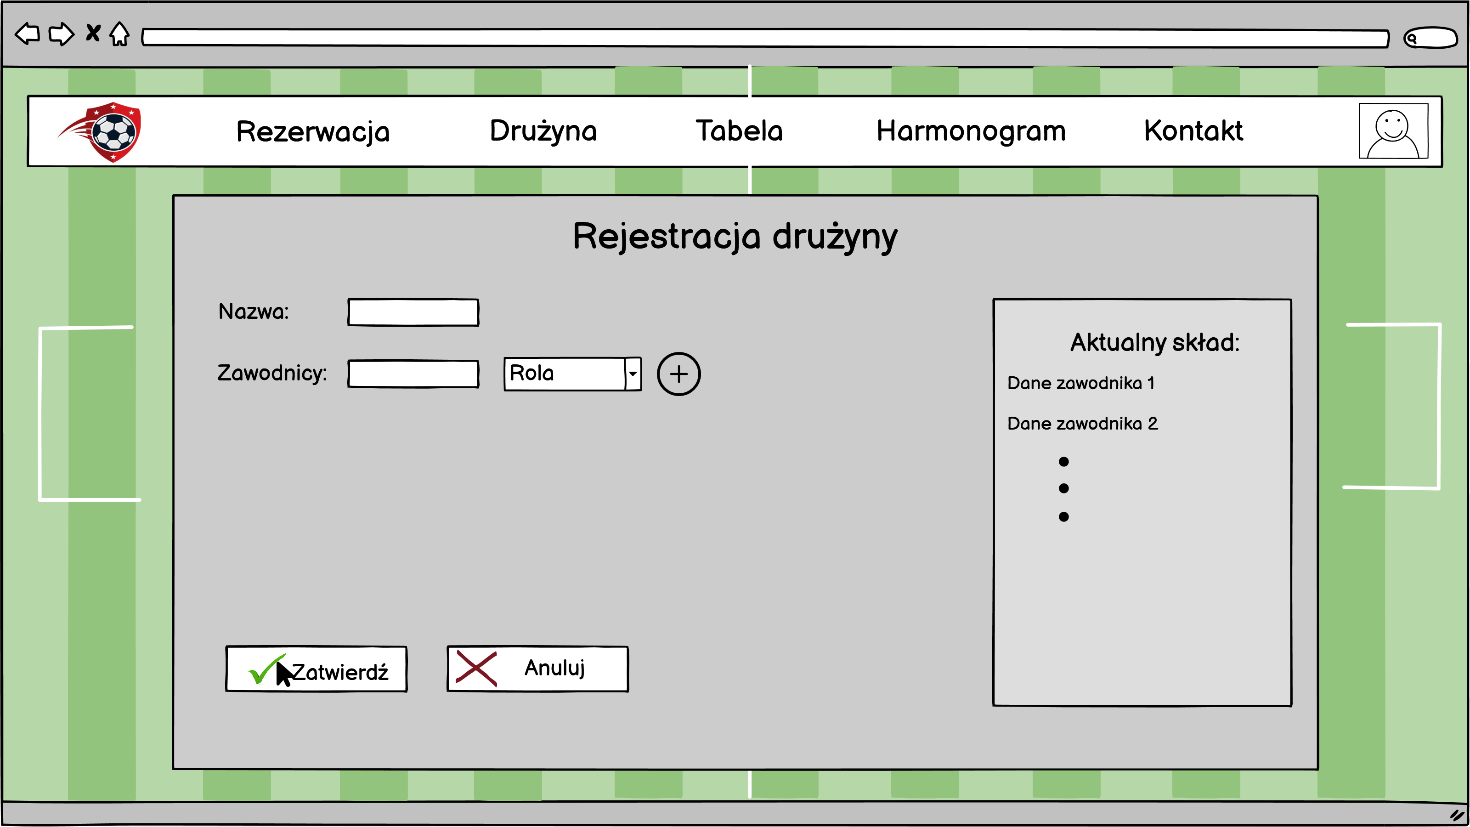 Rezerwacja
Drużyna
Tabela
Harmonogram
Kontakt
Rejestracja drużyny
Nazwa:
Zawodnicy:
Rola
Aktualny skład:
Dane zawodnika 1
Dane zawodnika 2
Zatwierdź
Anuluj